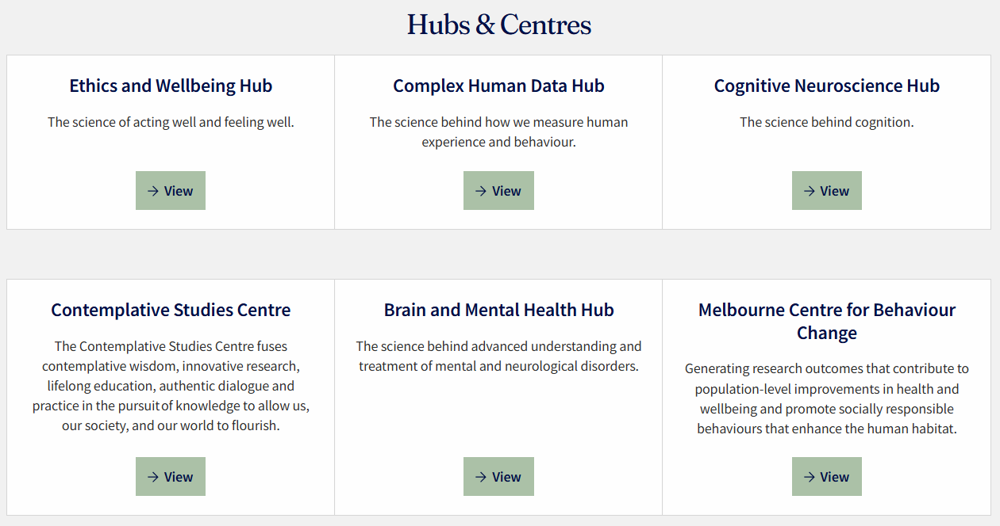 Hubs & Centres
Ethics and Wellbeing Hub
The science of acting well and feeling well.
→ View
Complex Human Data Hub
The science behind how we measure human
experience and behaviour.
→ View
Cognitive Neuroscience Hub
The science behind cognition.
→ View
Contemplative Studies Centre
The Contemplative Studies Centre fuses
contemplative wisdom, innovative research,
lifelong education, authentic dialogue and
practice in the pursuit of knowledge to allow us,
our society, and our world to flourish.
→ View
Brain and Mental Health Hub
The science behind advanced understanding and
treatment of mental and neurological disorders.
→ View
Melbourne Centre for Behaviour
Change
Generating research outcomes that contribute to
population-level improvements in health and
wellbeing and promote socially responsible
behaviours that enhance the human habitat.
→ View